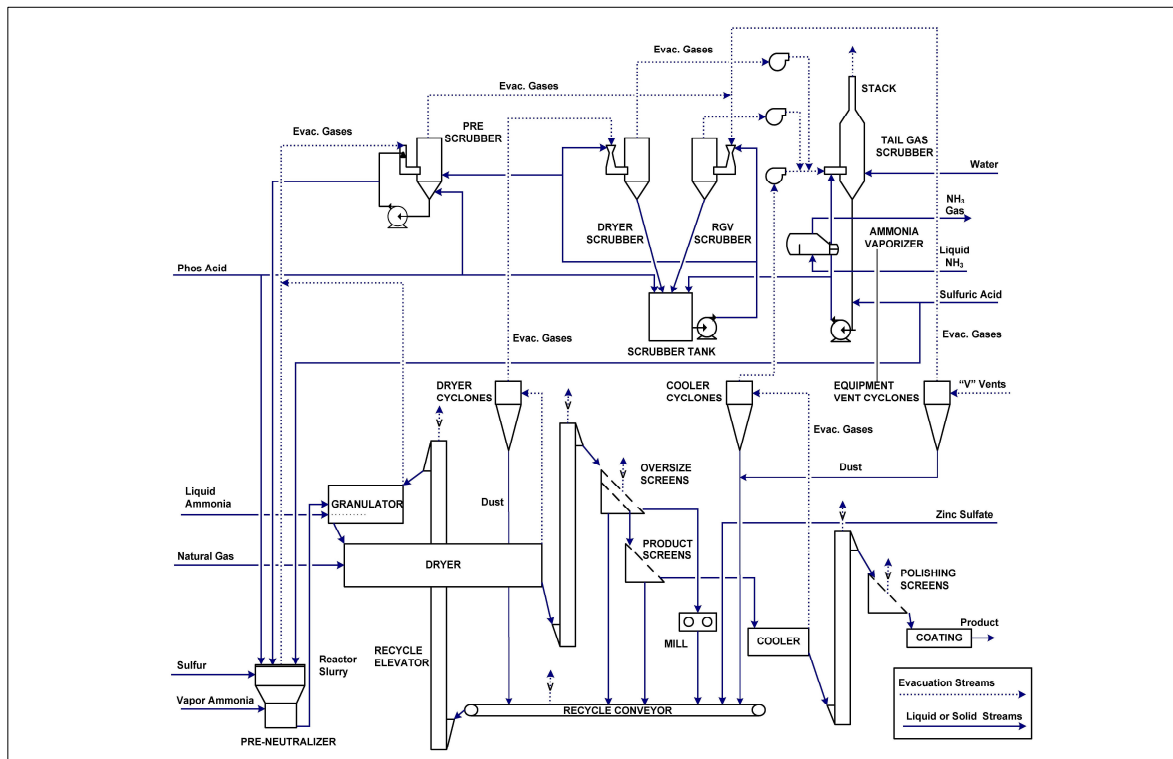 Evac. Gases
Evac. Gases
STACK
PRE
SCRUBBER
Evac. Gases
TAIL GAS
SCRUBBER
Water
NH3
Gas
DRYER
SCRUBBER
RGV
SCRUBBER
AMMONIA
VAPORIZER
Liquid
NH3
Phos Acid
Sulfuric Acid
SCRUBBER TANK
Evac. Gases
Evac. Gases
DRYER
CYCLONES
COOLER
CYCLONES
EQUIPMENT
VENT CYCLONES
"V" Vents
V
V
Evac. Gases
V
OVERSIZE
SCREENS
Dust
Liquid
Ammonia
GRANULATOR
Dust
Zinc Sulfate
V
Natural Gas
DRYER
PRODUCT
SCREENS
V
POLISHING
SCREENS
Product
COATING
MILL
COOLER
Sulfur
Reactor
Slurry
RECYCLE
ELEVATOR
V
Vapor Ammonia
RECYCLE CONVEYOR
PRE-NEUTRALIZER
Evacuation Streams
Liquid or Solid Streams